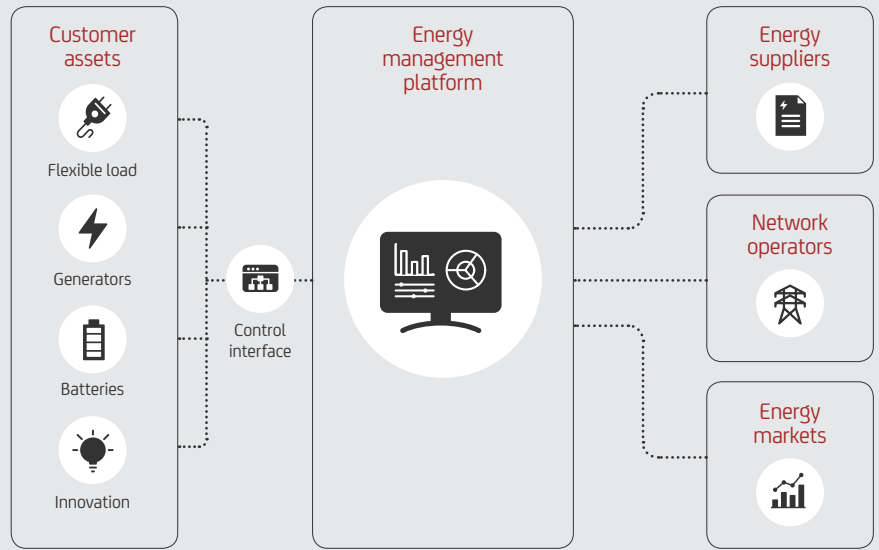 Customer
assets
Flexible load
Generators
Batteries
Innovation
Control
interface
Energy
management
platform
Energy
suppliers
Network
operators
Energy
markets